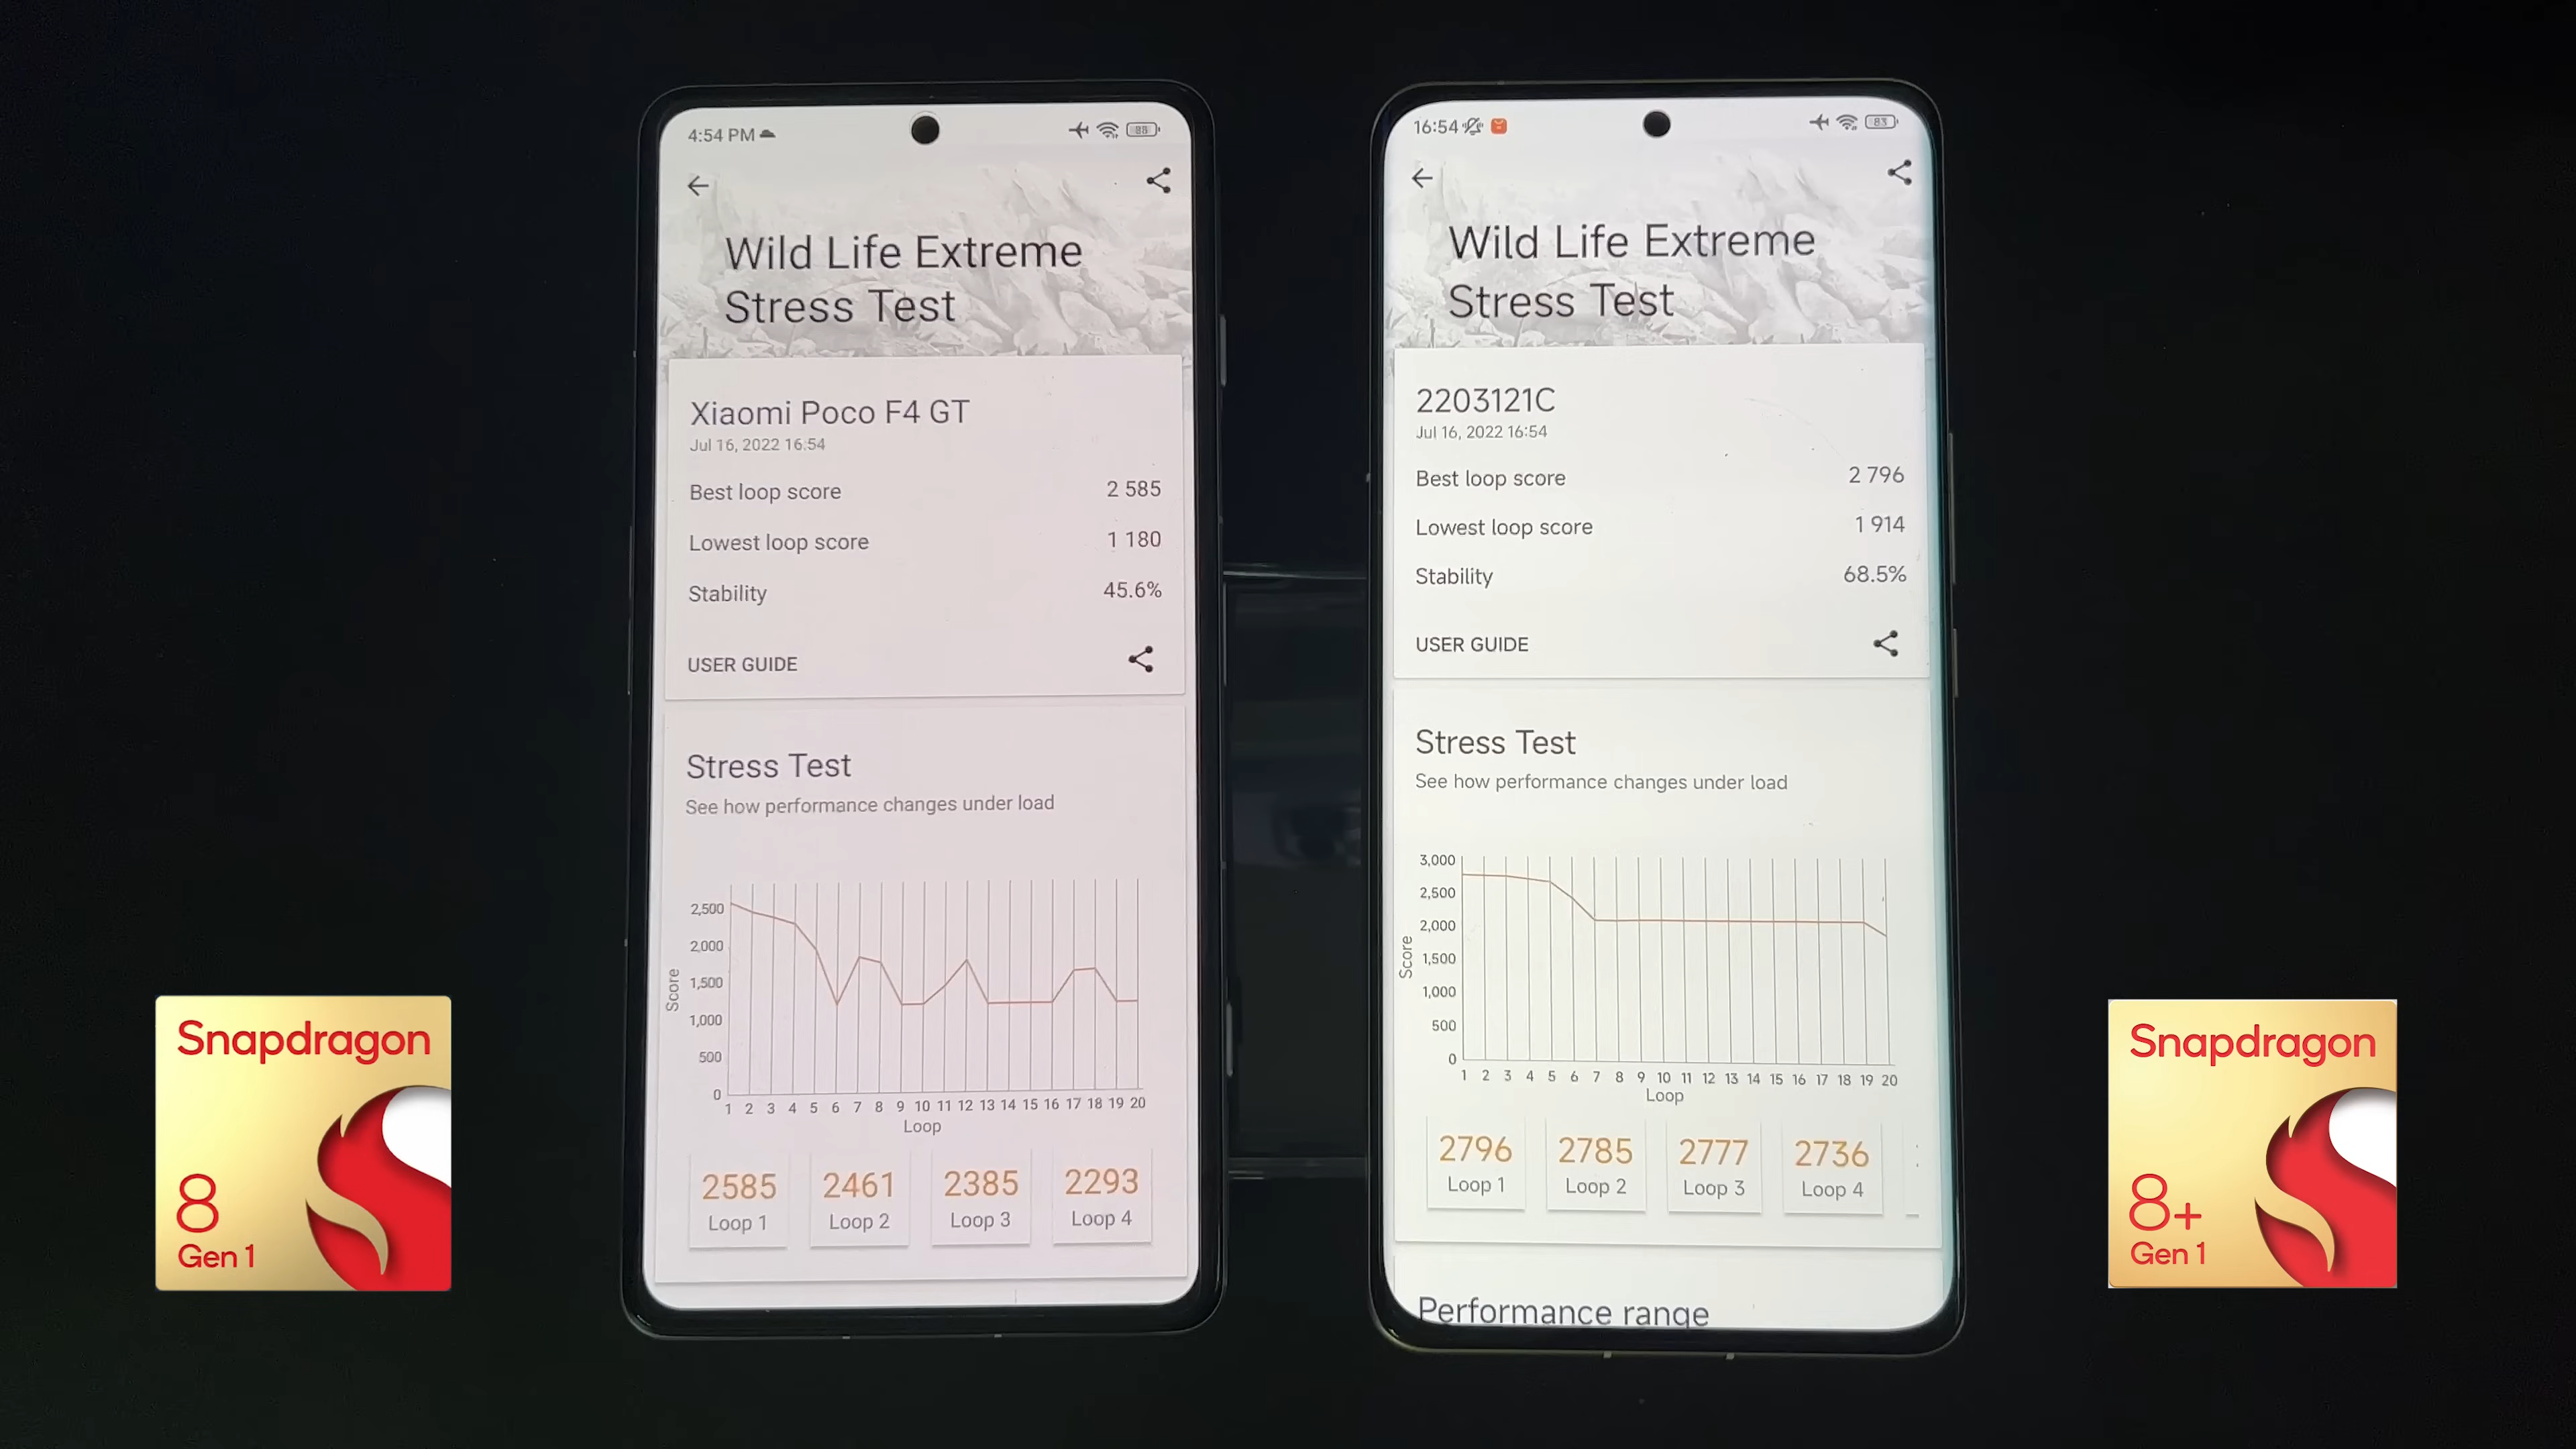 4:54 PM
88
Wild Life Extreme
Stress Test
Xiaomi Poco F4 GT
Jul 16, 2022 16:54
Best loop score 2 585
Lowest loop score 1 180
Stability 45.6%
USER GUIDE
Stress Test
See how performance changes under load
2,500
2,000
1,500
1,000
500
0
Score
1 2 3 4 5 6 7 8 9 10 11 12 13 14 15 16 17 18 19 20
Loop
2585 2461 2385 2293
Loop 1 Loop 2 Loop 3 Loop 4
16:54
83
Wild Life Extreme
Stress Test
2203121C
Jul 16, 2022 16:54
Best loop score 2 796
Lowest loop score 1 914
Stability 68.5%
USER GUIDE
Stress Test
See how performance changes under load
3,000
2,500
2,000
1,500
1,000
500
0
Score
1 2 3 4 5 6 7 8 9 10 11 12 13 14 15 16 17 18 19 20
Loop
2796 2785 2777 2736
Loop 1 Loop 2 Loop 3 Loop 4
Performance range
Snapdragon
8
Gen 1
Snapdragon
8+
Gen 1